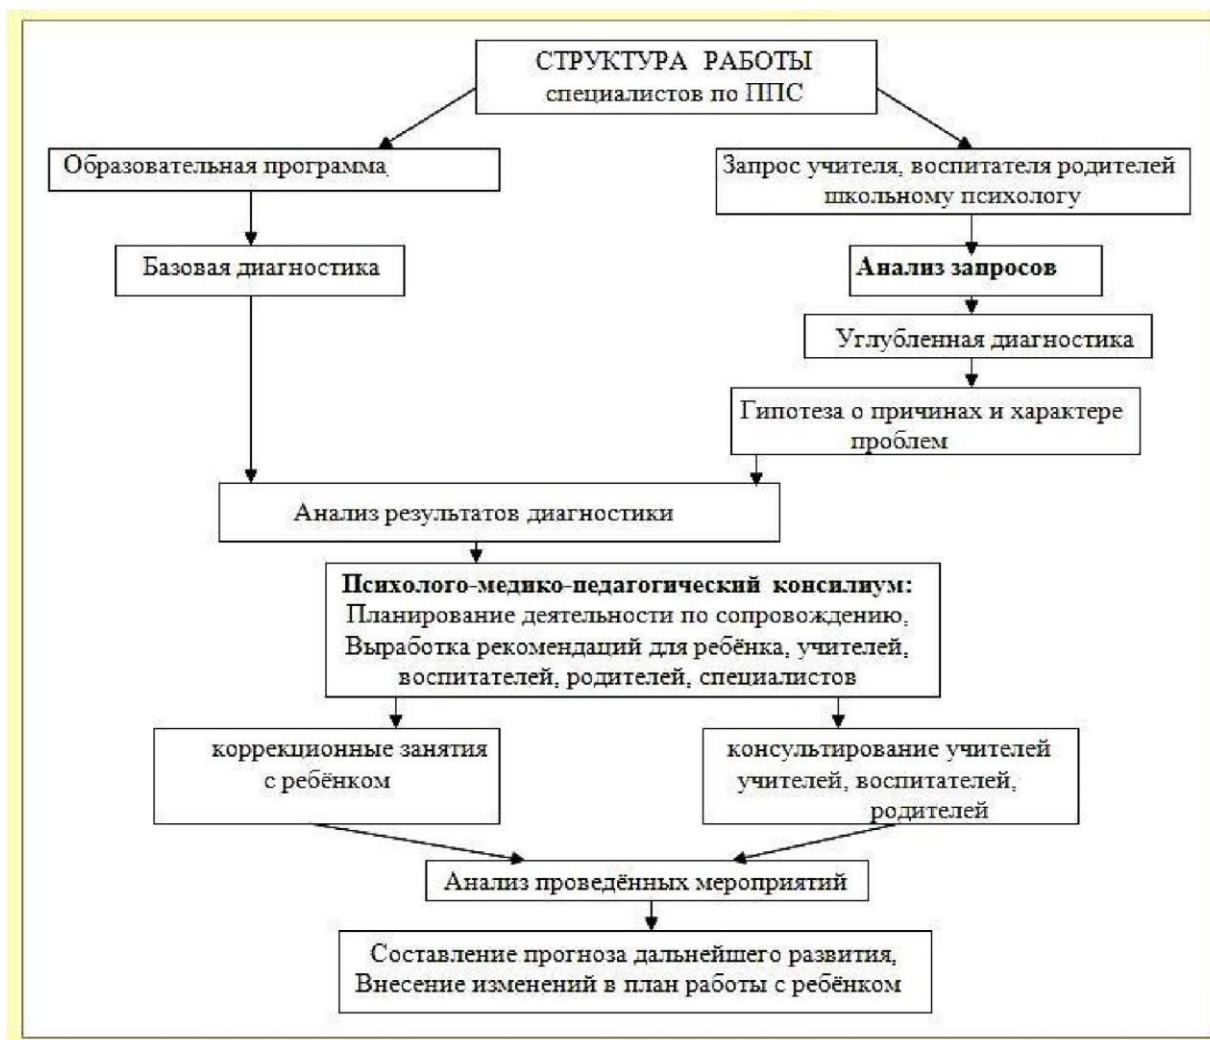 СТРУКТУРА РАБОТЫ
специалистов по ППС
Образовательная программа,
Запрос учителя, воспитателя родителей
школьному психологу
Базовая диагностика
Анализ запросов
Углубленная диагностика
Гипотеза о причинах и характере
проблем
Анализ результатов диагностики
Психолого-медико-педагогический консилиум:
Планирование деятельности по сопровождению,
Выработка рекомендаций для ребёнка, учителей,
воспитателей, родителей, специалистов
коррекционные занятия
с ребёнком
консультирование учителей
учителей, воспитателей,
родителей
Анализ проведённых мероприятий
Составление прогноза дальнейшего развития,
Внесение изменений в план работы с ребёнком